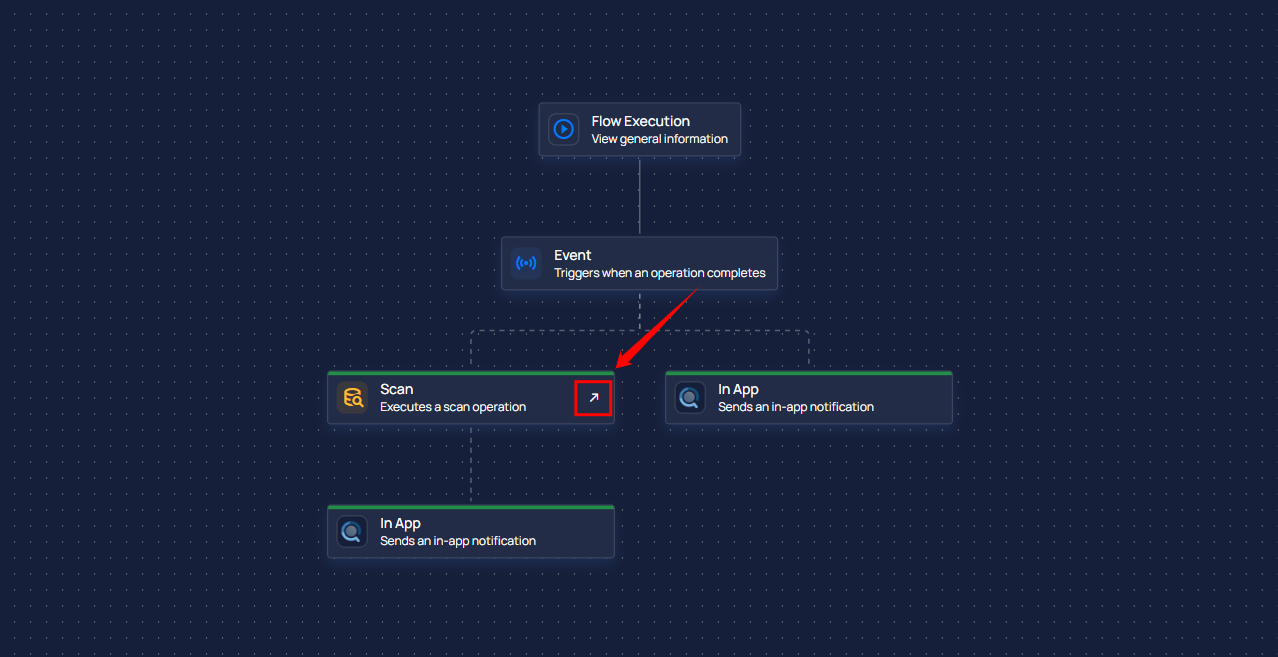 Flow Execution
View general information
Event
Triggers when an operation completes
Scan
Executes a scan operation
In App
Sends an in-app notification
In App
Sends an in-app notification